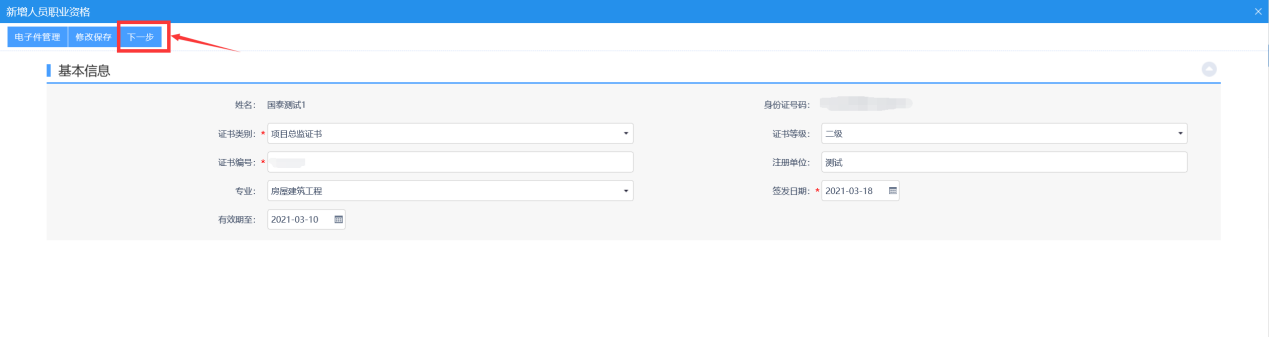 新增人员职业资格
电子件管理 修改保存 下一步
基本信息
姓名: 国泰测试1 身份证号码:
证书类别: * 项目总监证书 证书等级: 二级
证书编号: * 注册单位: 测试
专业: 房屋建筑工程 签发日期: * 2021-03-18
有效期至: 2021-03-10